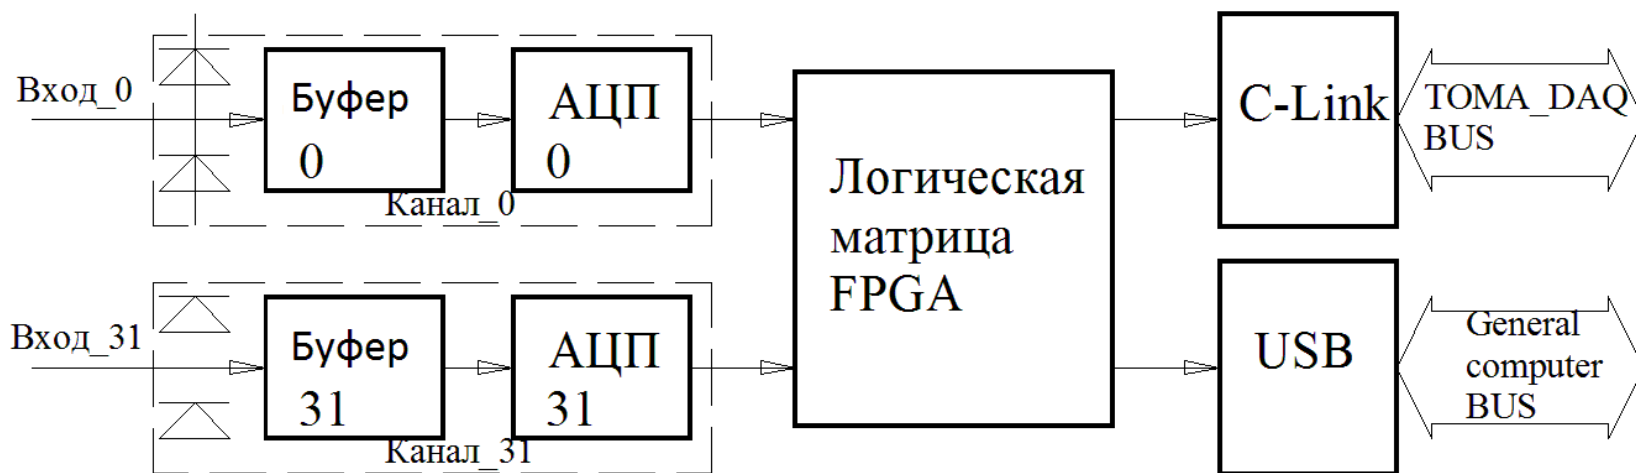 Вход_0
Буфер
0
АЦП
0
Канал_0
Вход_31
Буфер
31
АЦП
31
Канал_31
Логическая
матрица
FPGA
C-Link
TOMA_DAQ
BUS
USB
General
computer
BUS